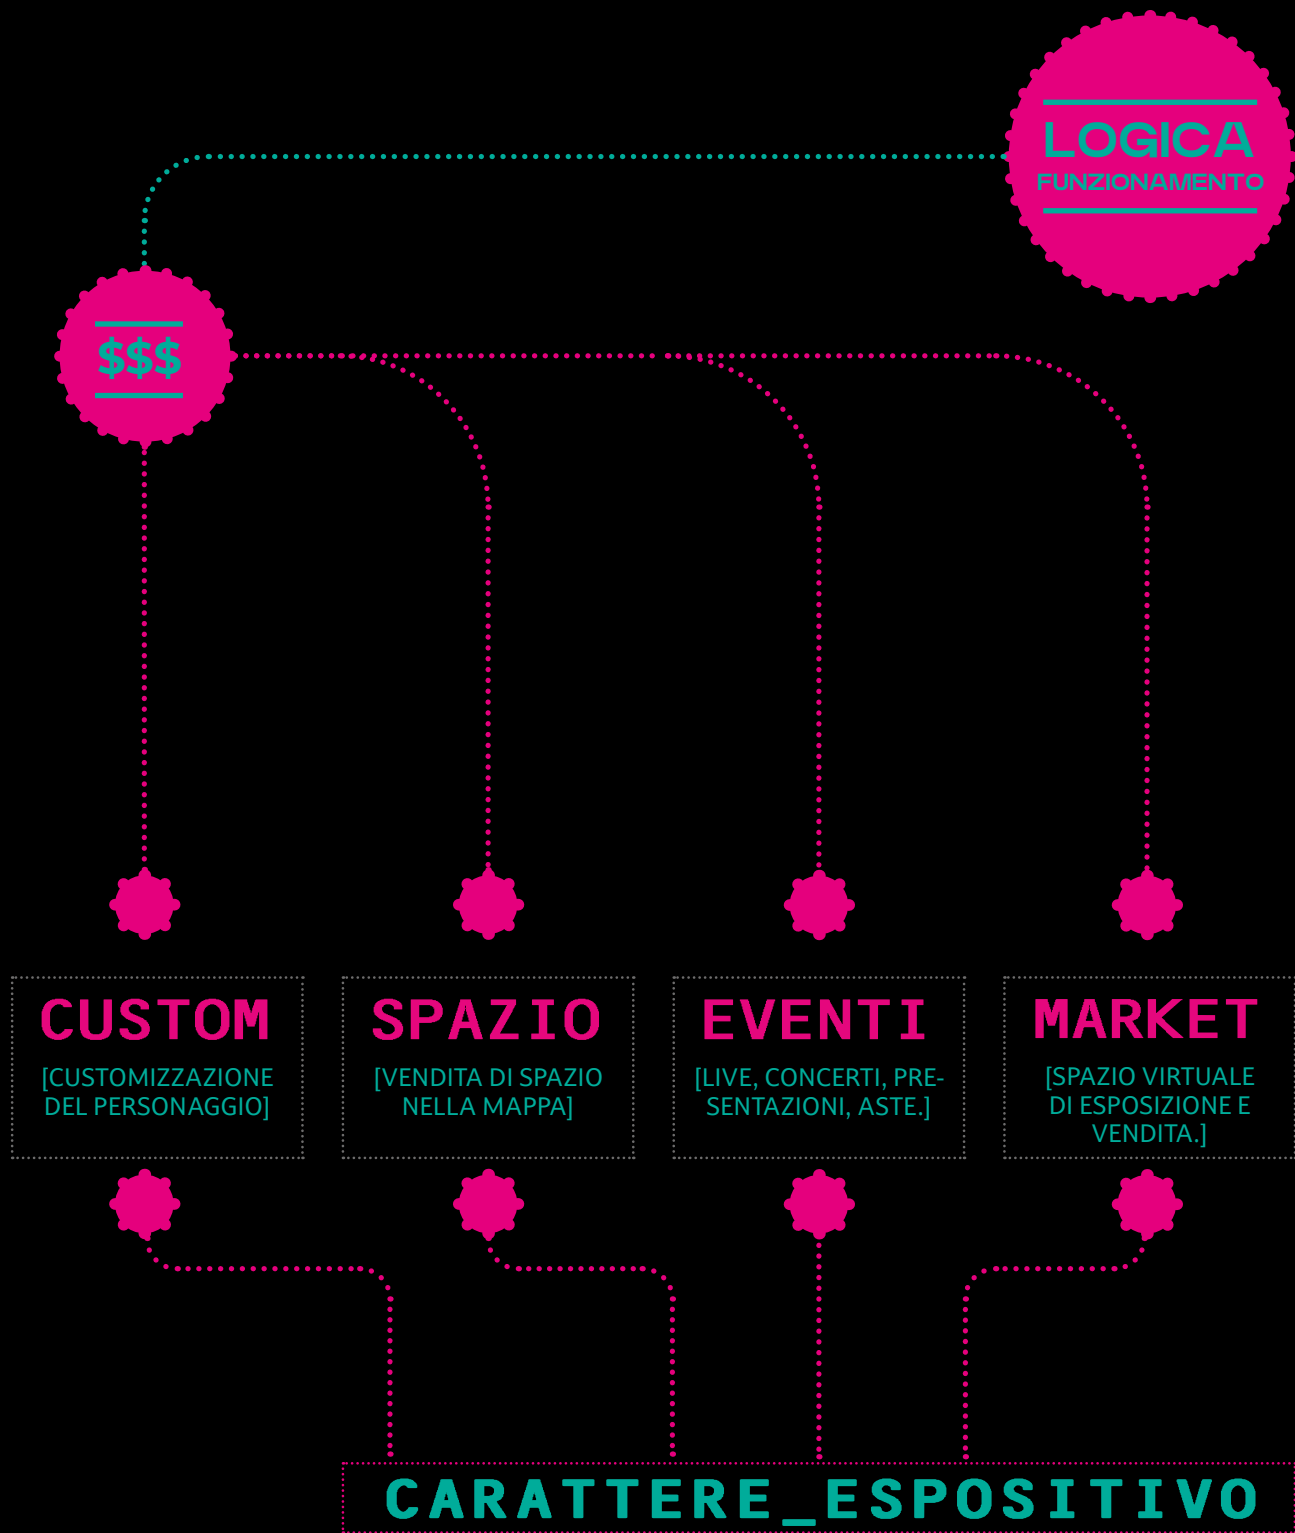 LOGICA
FUNZIONAMENTO
$$$
CUSTOM
[CUSTOMIZZAZIONE
DEL PERSONAGGIO]
SPAZIO
[VENDITA DI SPAZIO
NELLA MAPPA]
EVENTI
[LIVE, CONCERTI, PRE-
SENTAZIONI, ASTE.]
MARKET
[SPAZIO VIRTUALE
DI ESPOSIZIONE E
VENDITA.]
CARATTERE_ESPOSITIVO